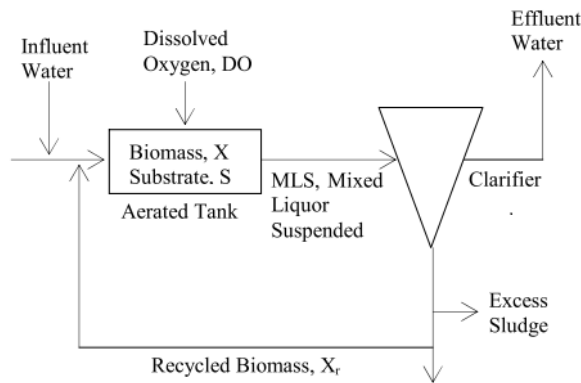 Influent
Water
Dissolved
Oxygen, DO
Effluent
Water
Biomass, X
Substrate. S
Aerated Tank
MLS, Mixed
Liquor
Suspended
Clarifier
.
Excess
Sludge
Recycled Biomass, Xᵣ